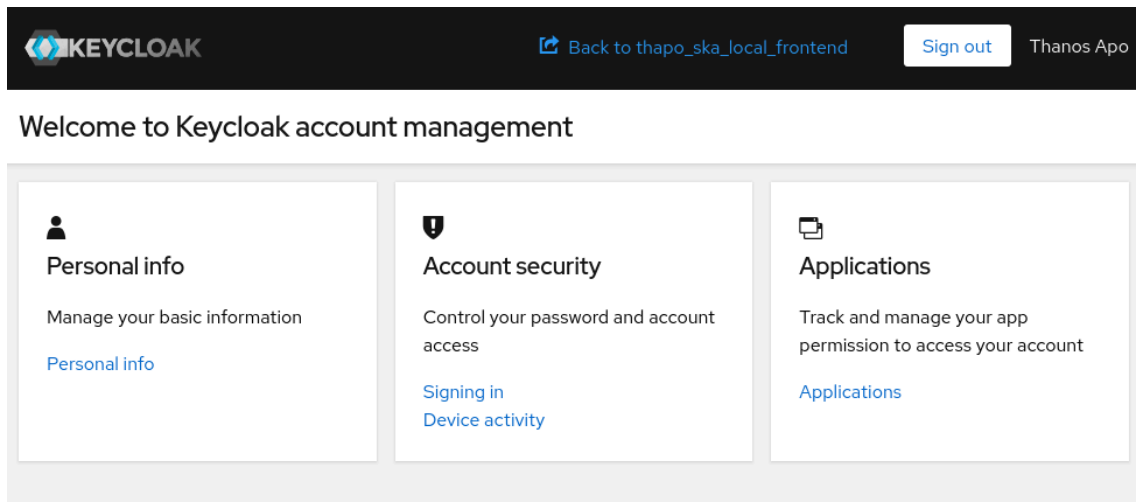 KEYCLOAK
Back to thapo_ska_local_frontend
Sign out
Thanos Apo
Welcome to Keycloak account management
Personal info
Manage your basic information
Personal info
Account security
Control your password and account
access
Signing in
Device activity
Applications
Track and manage your app
permission to access your account
Applications